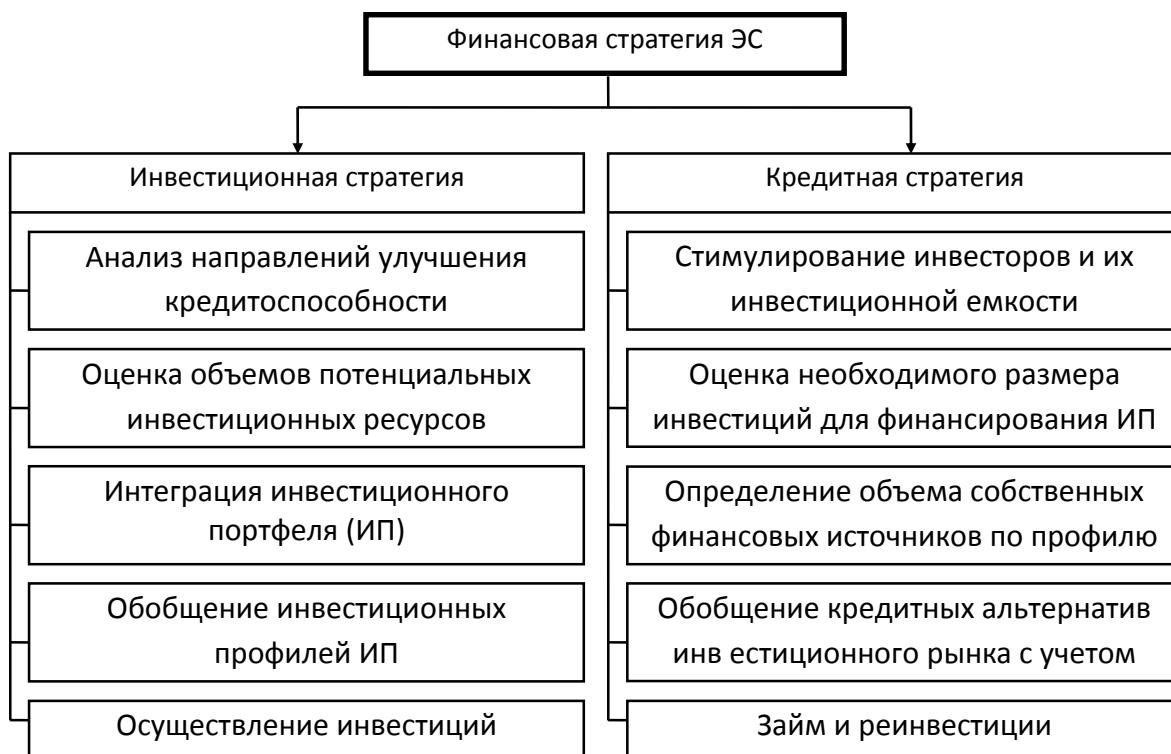 Финансовая стратегия ЭС
Инвестиционная стратегия
Анализ направлений улучшения
кредитоспособности
Оценка объемов потенциальных
инвестиционных ресурсов
Интеграция инвестиционного
портфеля (ИП)
Обобщение инвестиционных
профилей ИП
Осуществление инвестиций
Кредитная стратегия
Стимулирование инвесторов и их
инвестиционной емкости
Оценка необходимого размера
инвестиций для финансирования ИП
Определение объема собственных
финансовых источников по профилю
Обобщение кредитных альтернатив
инв естиционного рынка с учетом
Займ и реинвестиции